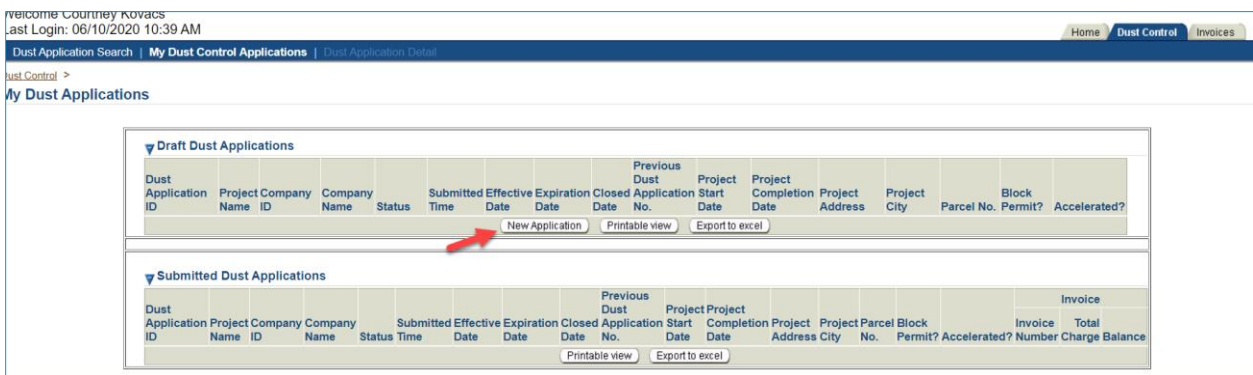 Welcome Courtney Kovacs
Last Login: 06/10/2020 10:39 AM
Home Dust Control Invoices
Dust Application Search | My Dust Control Applications | Dust Application Detail
Dust Control >
My Dust Applications
Draft Dust Applications
Dust Application ID Project Name Company ID Company Name Status Submitted Time Effective Date Expiration Date Closed Date Previous Dust Application No. Project Start Date Project Completion Date Project Address Project City Parcel No. Block Permit? Accelerated?
New Application Printable view Export to excel
Submitted Dust Applications
Dust Application ID Project Name Company ID Company Name Status Submitted Time Effective Date Expiration Date Closed Date Previous Dust Application No. Project Start Date Project Completion Date Project Address Project City Parcel No. Block Permit? Accelerated? Invoice Invoice Number Total Charge Balance
Printable view Export to excel